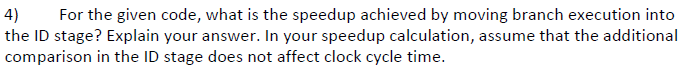 4) For the given code, what is the speedup achieved by moving branch execution into
the ID stage? Explain your answer. In your speedup calculation, assume that the additional
comparison in the ID stage does not affect clock cycle time.